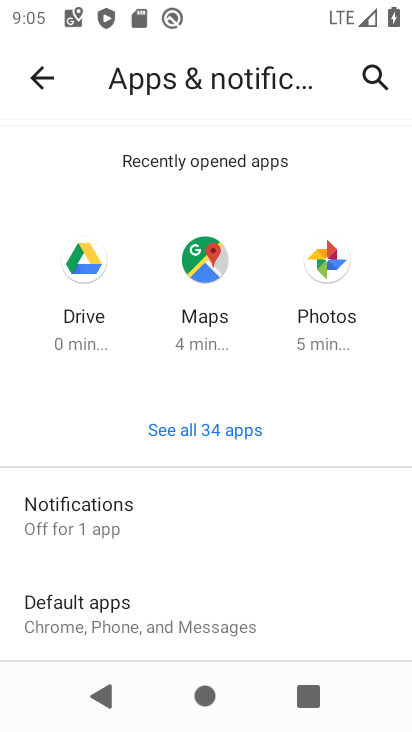 9:05
LTE
Apps & notific...
Recently opened apps
Drive
Maps
Photos
0 min...
4 min...
5 min...
See all 34 apps
Notifications
Off for 1 app
Default apps
Chrome, Phone, and Messages